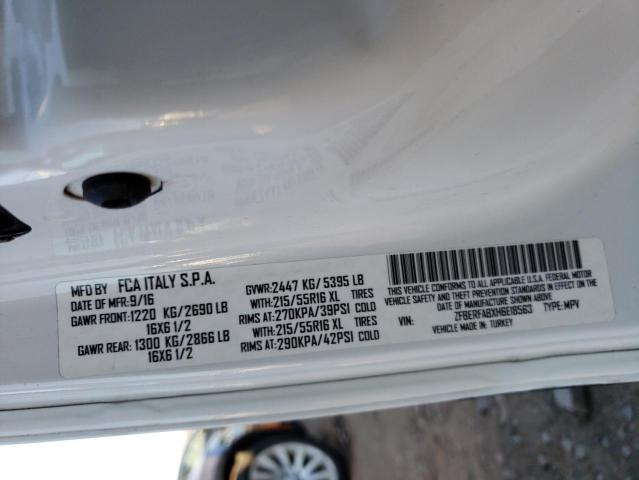 MFD BY FCA ITALY S.P.A.
DATE OF MFR: 9/16
GAWR FRONT: 1220 KG/2690 LB
16X6 1/2
GAWR REAR: 1300 KG/2866 LB
16X6 1/2
GVWR: 2447 KG/5395 LB
WITH: 215/55R16 XL TIRES
RIMS AT: 270KPA/39PSI COLD
WITH: 215/55R16 XL TIRES
RIMS AT: 290KPA/42PSI COLD
THIS VEHICLE CONFORMS TO ALL APPLICABLE U.S.A. FEDERAL MOTOR
VEHICLE SAFETY, BUMPER AND THEFT PREVENTION STANDARDS IN EFFECT
ON THE DATE OF MANUFACTURE SHOWN ABOVE.
VIN: ZFBERFABXH6E18563 TYPE: MPV
VEHICLE MADE IN: TURKEY